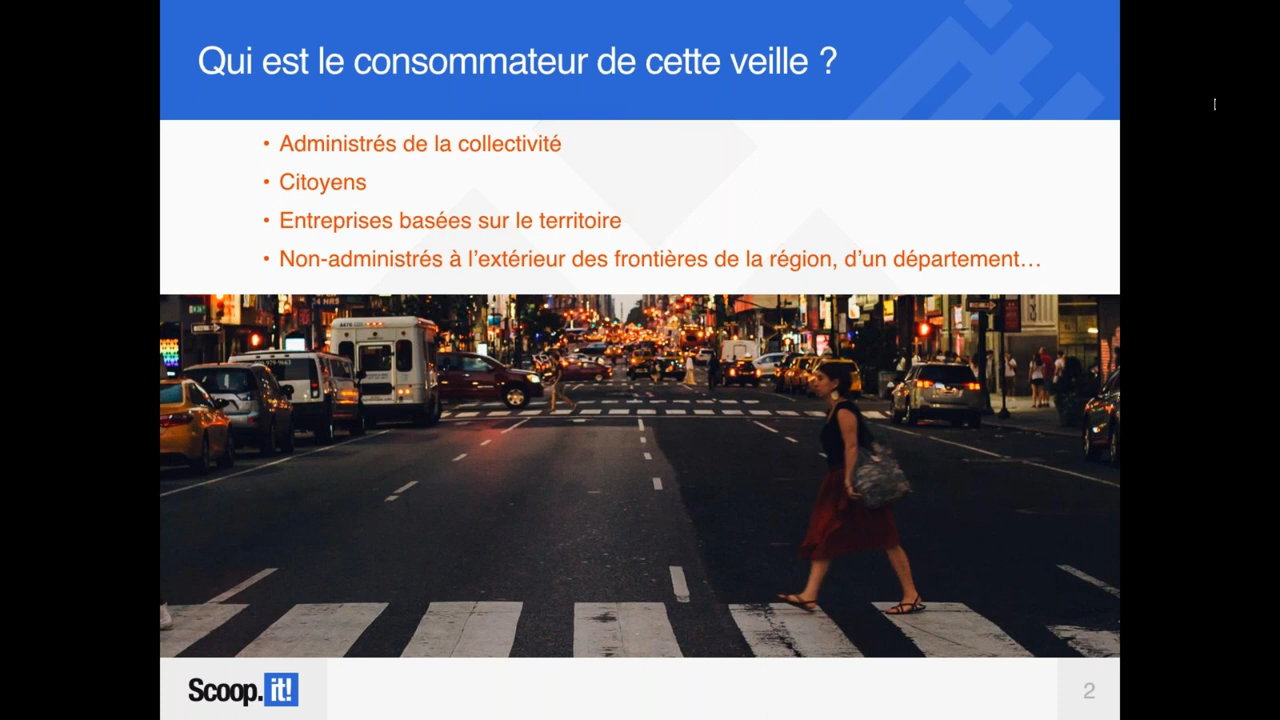 Qui est le consommateur de cette veille ?
• Administrés de la collectivité
• Citoyens
• Entreprises basées sur le territoire
• Non-administrés à l’extérieur des frontières de la région, d’un département…
Scoop.it!
2